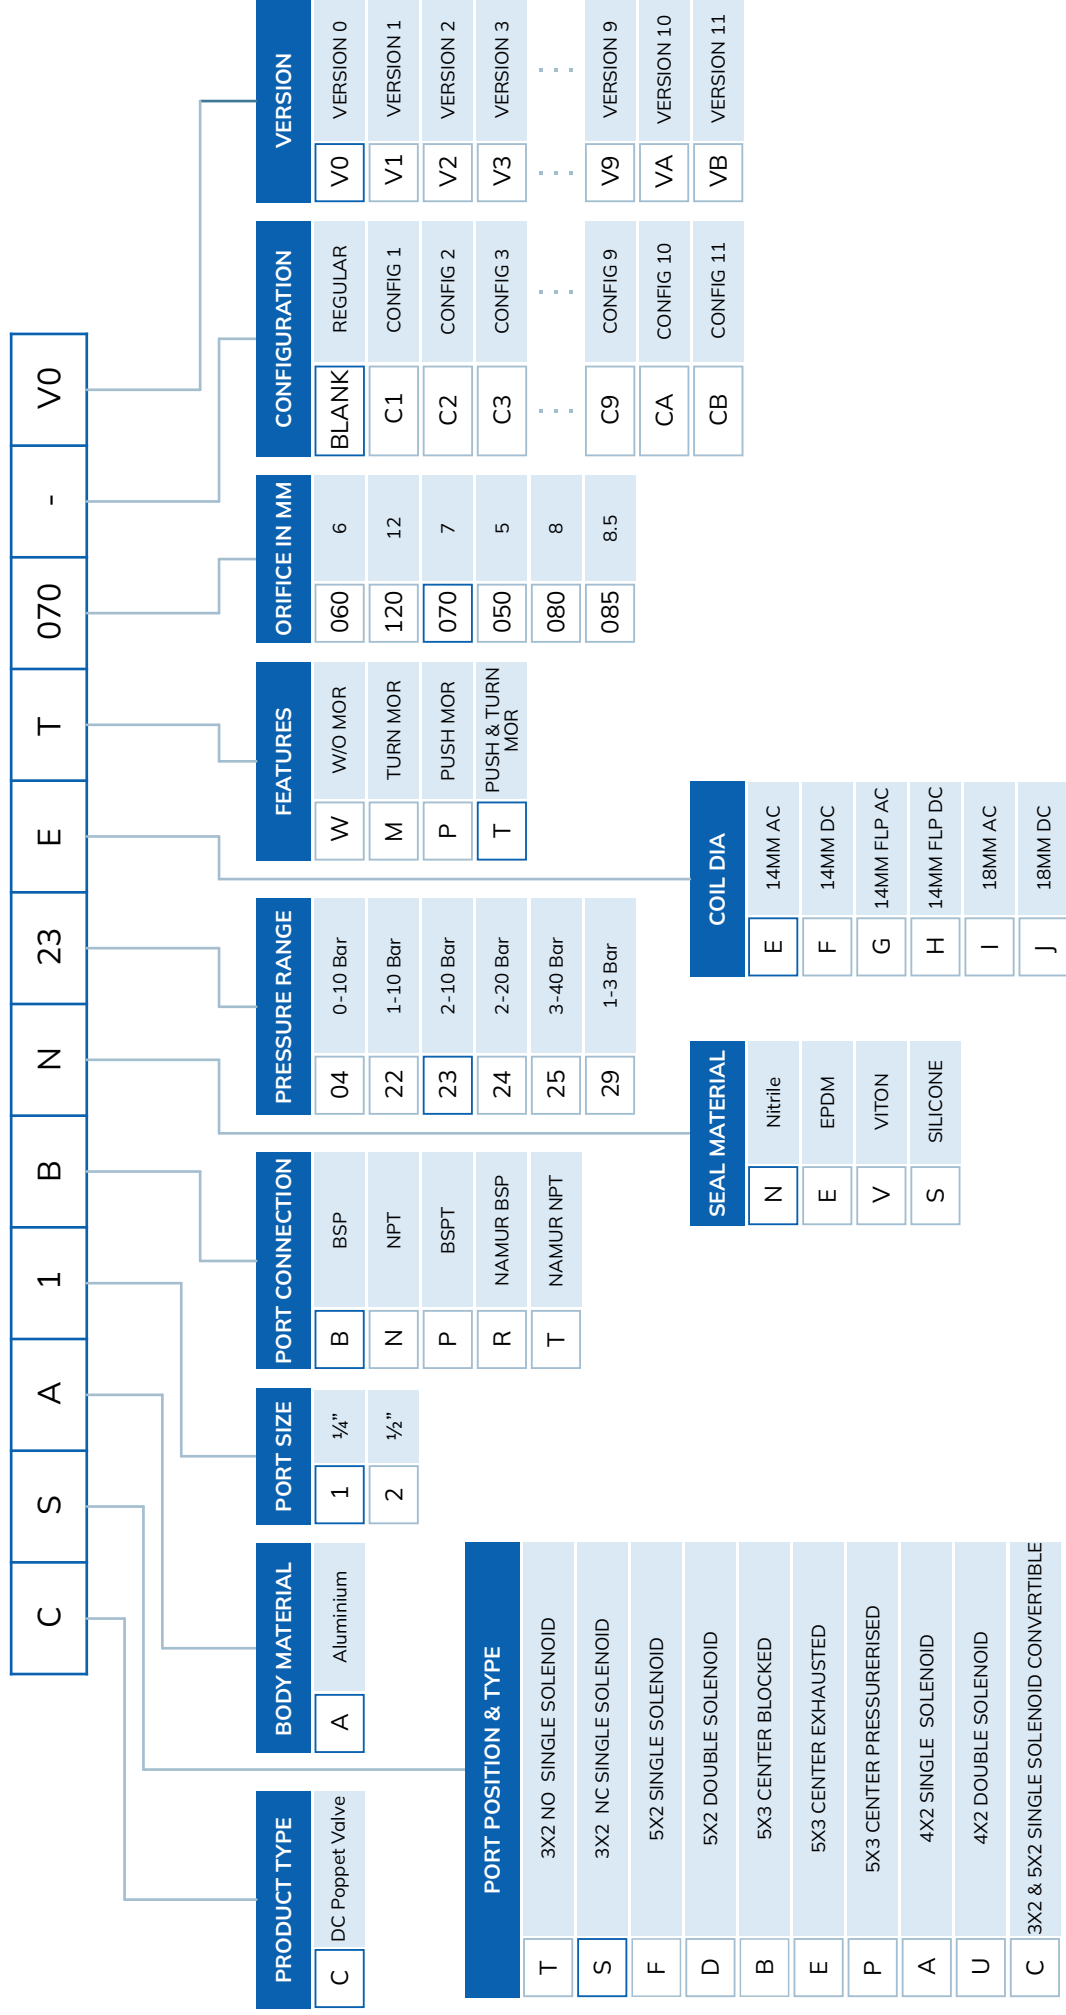 C S A 1 B N 23 E T 070 - V0
PRODUCT TYPE
C DC Poppet Valve
BODY MATERIAL
A Aluminium
PORT SIZE
1 ¼”
2 ½”
PORT CONNECTION
B BSP
N NPT
P BSPT
R NAMUR BSP
T NAMUR NPT
PRESSURE RANGE
04 0-10 Bar
22 1-10 Bar
23 2-10 Bar
24 2-20 Bar
25 3-40 Bar
29 1-3 Bar
FEATURES
W W/O MOR
M TURN MOR
P PUSH MOR
T PUSH & TURN
MOR
ORIFICE IN MM
060 6
120 12
070 7
050 5
080 8
085 8.5
CONFIGURATION
BLANK REGULAR
C1 CONFIG 1
C2 CONFIG 2
C3 CONFIG 3
... ...
C9 CONFIG 9
CA CONFIG 10
CB CONFIG 11
VERSION
V0 VERSION 0
V1 VERSION 1
V2 VERSION 2
V3 VERSION 3
... ...
V9 VERSION 9
VA VERSION 10
VB VERSION 11
PORT POSITION & TYPE
T 3X2 NO SINGLE SOLENOID
S 3X2 NC SINGLE SOLENOID
F 5X2 SINGLE SOLENOID
D 5X2 DOUBLE SOLENOID
B 5X3 CENTER BLOCKED
E 5X3 CENTER EXHAUSTED
P 5X3 CENTER PRESSURERISED
A 4X2 SINGLE SOLENOID
U 4X2 DOUBLE SOLENOID
C 3X2 & 5X2 SINGLE SOLENOID CONVERTIBLE
SEAL MATERIAL
N Nitrile
E EPDM
V VITON
S SILICONE
COIL DIA
E 14MM AC
F 14MM DC
G 14MM FLP AC
H 14MM FLP DC
I 18MM AC
J 18MM DC